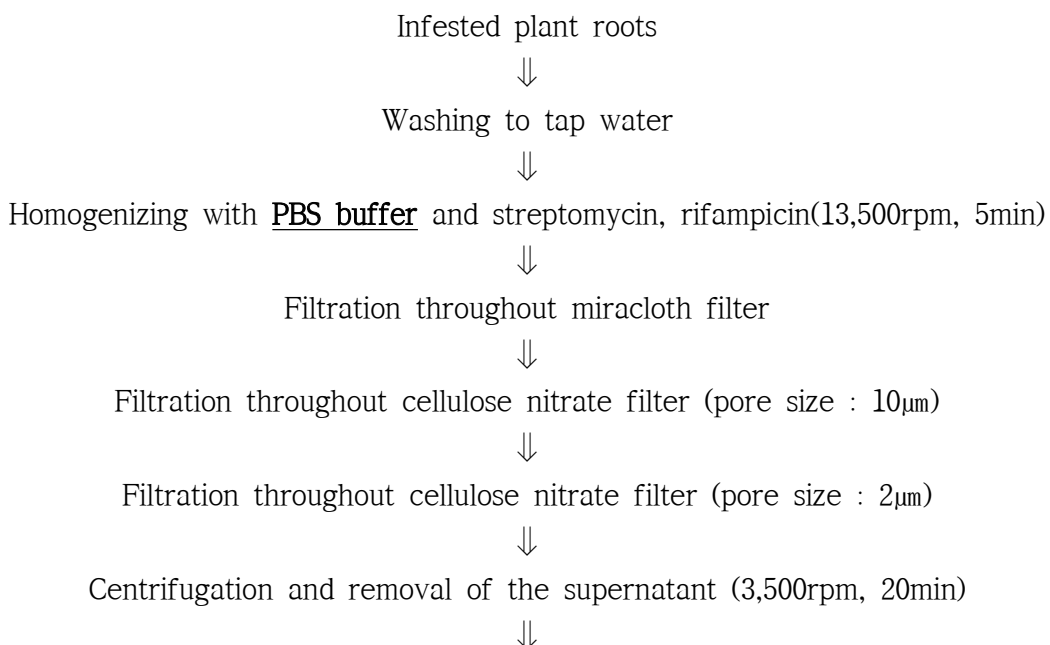 Infested plant roots
⇓
Washing to tap water
⇓
Homogenizing with PBS buffer and streptomycin, rifampicin(13,500rpm, 5min)
⇓
Filtration throughout miracloth filter
⇓
Filtration throughout cellulose nitrate filter (pore size : 10㎛)
⇓
Filtration throughout cellulose nitrate filter (pore size : 2㎛)
⇓
Centrifugation and removal of the supernatant (3,500rpm, 20min)
⇓